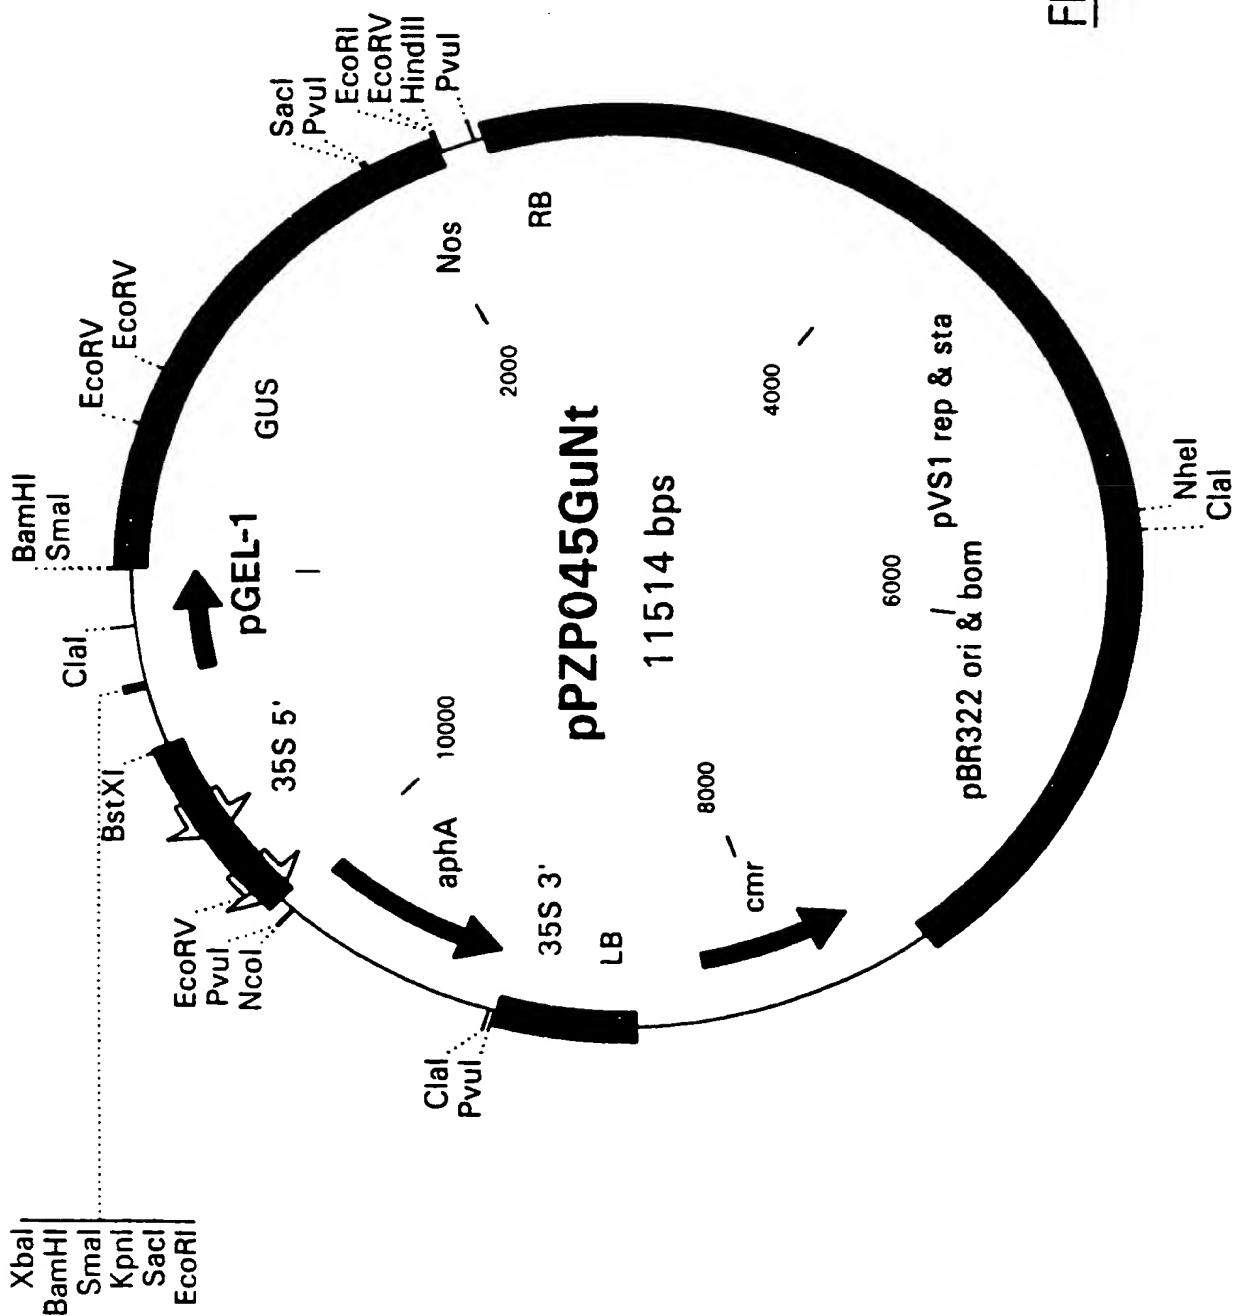 XbaI
BamHI
SmaI
KpnI
SacI
EcoRI
BamHI
SmaI
ClaI
BstXI
EcoRV
PvuI
NcoI
ClaI
PvuI
EcoRV
EcoRV
SacI
PvuI
EcoRI
EcoRV
HindIII
PvuI
pGEL-1
GUS
35S 5'
Nos
aphA
10000
2000
RB
35S 3'
LB
pPZP045GuNt
11514 bps
8000
cmr
4000
6000
pVS1 rep & sta
pBR322 ori & bom
NheI
ClaI
FI